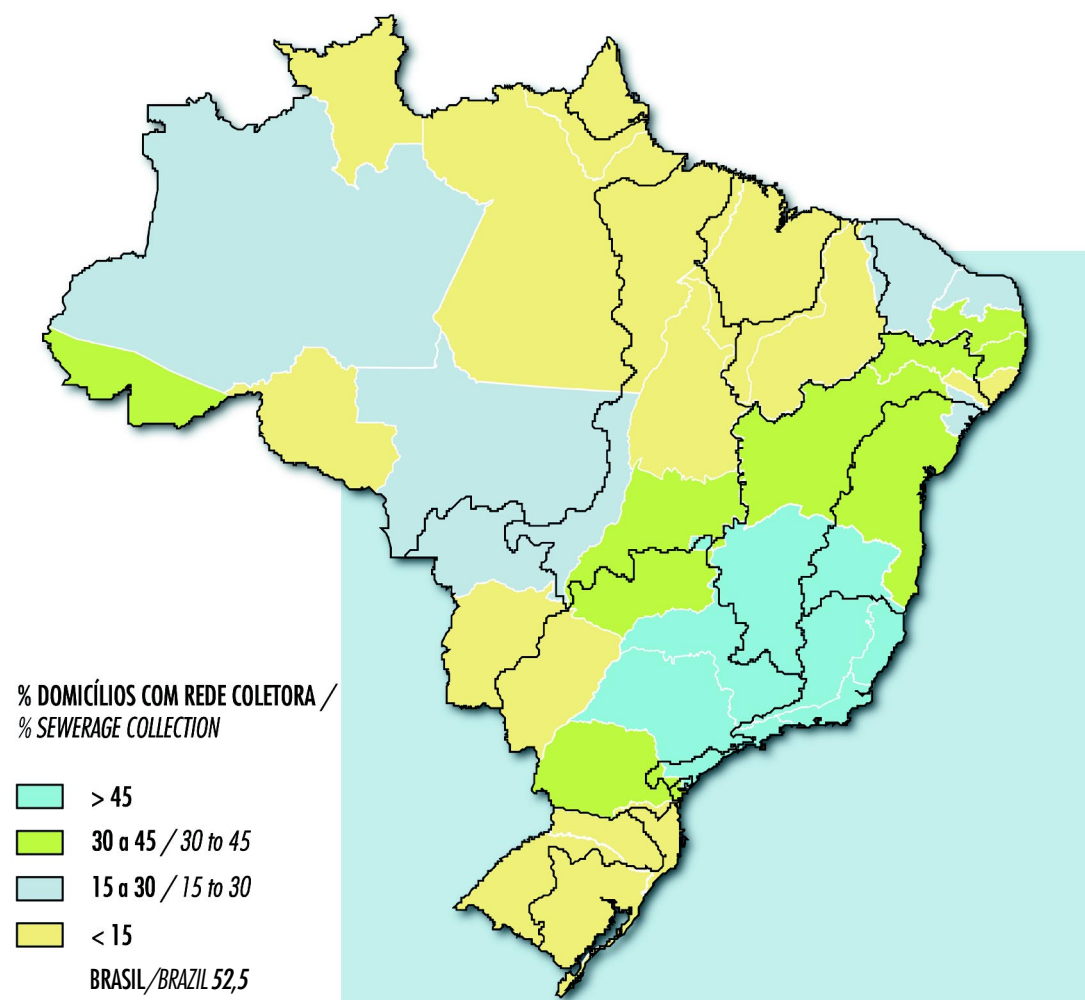 % DOMICÍLIOS COM REDE COLETORA /
% SEWERAGE COLLECTION
> 45
30 a 45 / 30 to 45
15 a 30 / 15 to 30
< 15
BRASIL/BRAZIL 52,5